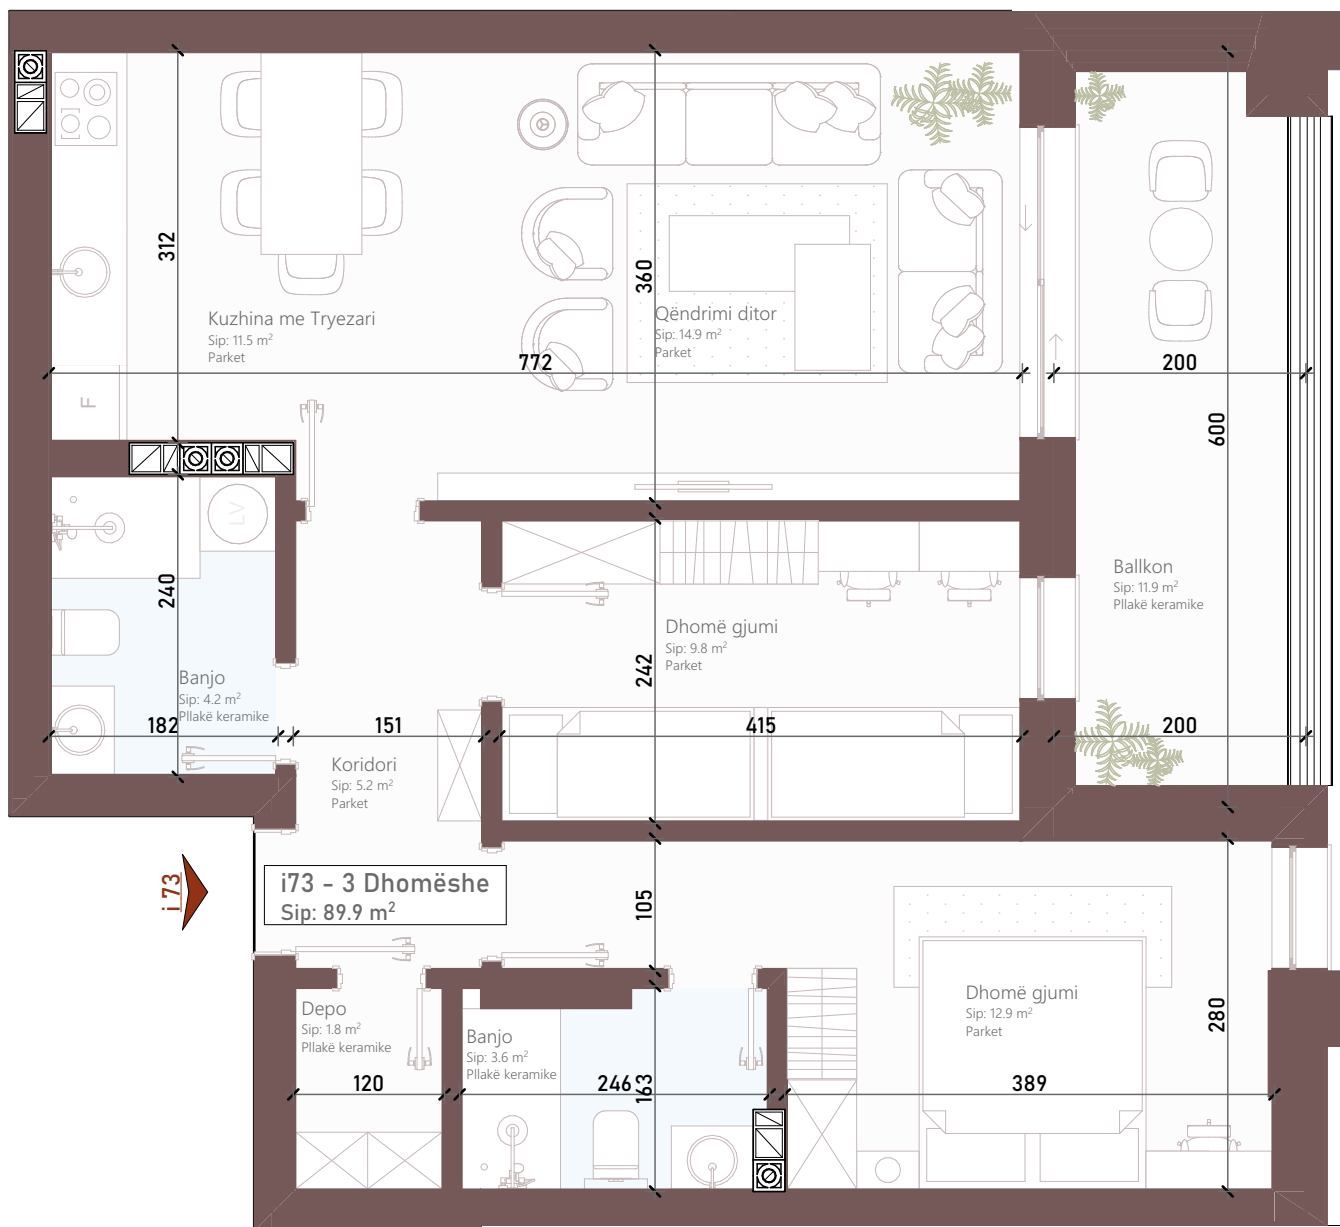 312
360
Kuzhina me Tryezari
Sip: 11.5 m²
Parket
Qëndrimi ditor
Sip: 14.9 m²
Parket
772
200
F
600
LV
240
Ballkon
Sip: 11.9 m²
Pllakë keramike
Dhomë gjumi
Sip: 9.8 m²
Parket
242
Banjo
Sip: 4.2 m²
Pllakë keramike
182
151
415
200
Koridori
Sip: 5.2 m²
Parket
i 73
i73 - 3 Dhomëshe
Sip: 89.9 m²
105
Depo
Sip: 1.8 m²
Pllakë keramike
Banjo
Sip: 3.6 m²
Pllakë keramike
Dhomë gjumi
Sip: 12.9 m²
Parket
280
120
246
163
389